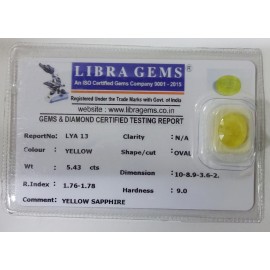 LIBRA GEMS
An ISO Certified Gems Company 9001 - 2015
Registered Under the Trade Marks with Govt. of India
website : www.libragems.com
GEMS & DIAMOND CERTIFIED TESTING REPORT
ReportNo: LYA 13 Clarity : N/A
Colour : YELLOW Shape/cut : OVAL
Wt : 5.43 cts Dimension :10-8.9-3.6-2.
R.Index : 1.76-1.78 Hardness : 9.0
Comment: YELLOW SAPPHIRE